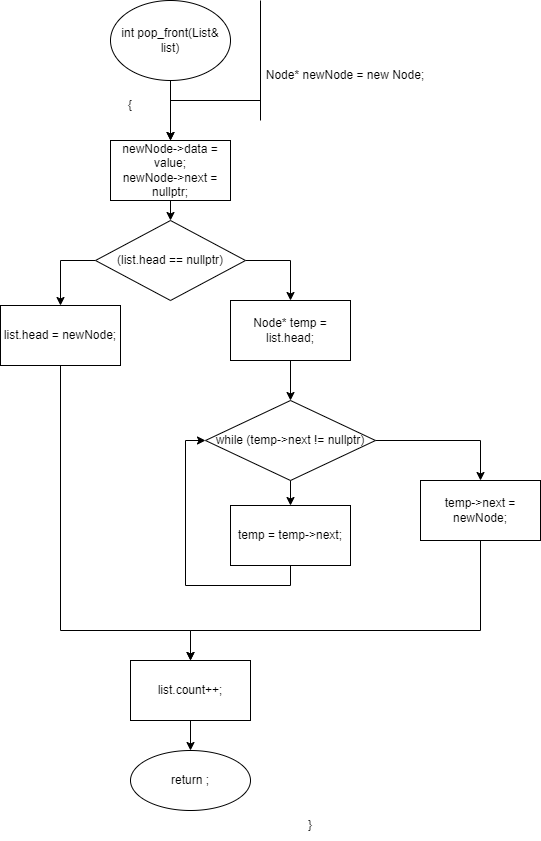 int pop_front(List&
list)
Node* newNode = new Node;
{
newNode->data =
value;
newNode->next =
nullptr;
(list.head == nullptr)
list.head = newNode;
Node* temp =
list.head;
while (temp->next != nullptr)
temp->next =
newNode;
temp = temp->next;
list.count++;
return ;
}